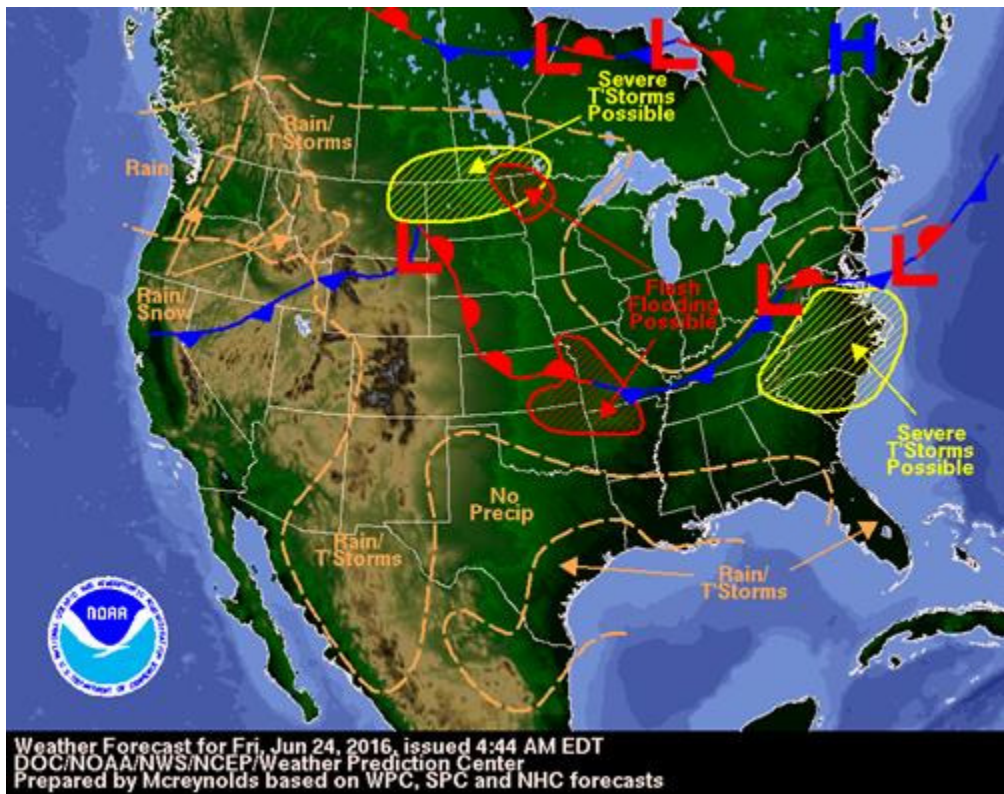 L
L
H
Severe
T'Storms
Possible
Rain/
T'Storms
Rain
L
L
L
Rain/
Snow
Flash
Flooding
Possible
Severe
T'Storms
Possible
No
Precip
Rain/
T'Storms
Rain/
T'Storms
NOAA
Weather Forecast for Fri, Jun 24, 2016, issued 4:44 AM EDT
DOC/NOAA/NWS/NCEP/Weather Prediction Center
Prepared by Mcreynolds based on WPC, SPC and NHC forecasts